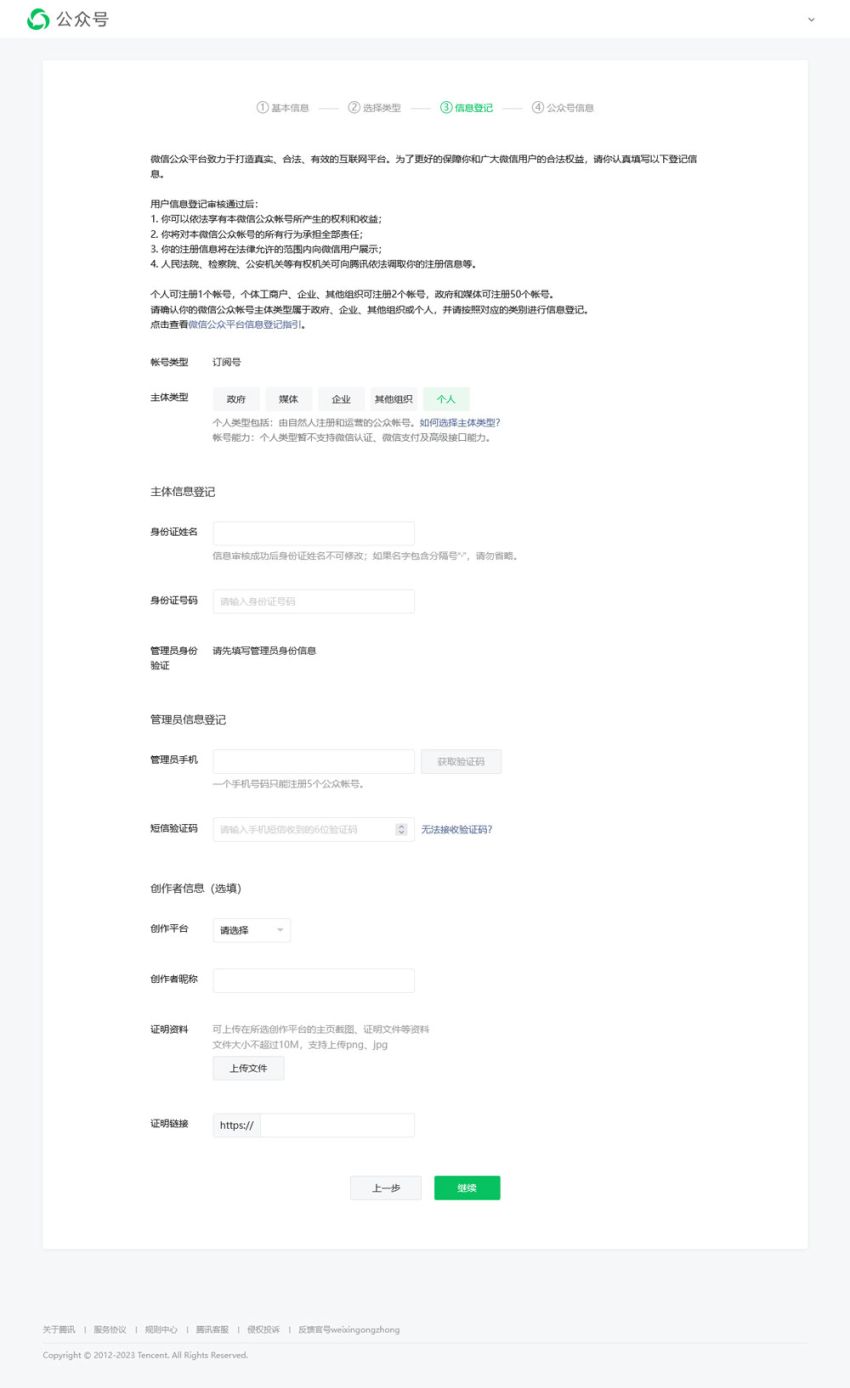 公众号
① 基本信息 —— ② 选择类型 —— ③ 信息登记 —— ④ 公众号信息
微信公众平台致力于打造真实、合法、有效的互联网平台。为了更好的保障你和广大微信用户的合法权益，请你认真填写以下登记信
息。
用户信息登记审核通过后：
1. 你可以依法享有本微信公众帐号所产生的权利和收益；
2. 你将对本微信公众帐号的所有行为承担全部责任；
3. 你的注册信息将在法律允许的范围内向微信用户展示；
4. 人民法院、检察院、公安机关等有权机关可向腾讯依法调取你的注册信息等。
个人可注册1个帐号，个体工商户、企业、其他组织可注册2个帐号，政府和媒体可注册50个帐号。
请确认你的微信公众帐号主体类型属于政府、企业、其他组织或个人，并请按照对应的类别进行信息登记。
点击查看微信公众平台信息登记指引。
帐号类型 订阅号
主体类型 政府 媒体 企业 其他组织 个人
个人类型包括：由自然人注册和运营的公众帐号。如何选择主体类型?
帐号能力：个人类型暂不支持微信认证、微信支付及高级接口能力。
主体信息登记
身份证姓名
信息审核成功后身份证姓名不可修改；如果名字包含分隔号“·”，请勿省略。
身份证号码 请输入身份证号码
管理员身份 请先填写管理员身份信息
验证
管理员信息登记
管理员手机 获取验证码
一个手机号码只能注册5个公众帐号。
短信验证码 请输入手机短信收到的6位验证码 无法接收验证码?
创作者信息（选填）
创作平台 请选择
创作者昵称
证明资料 可上传在所选创作平台的主页截图、证明文件等资料
文件大小不超过10M，支持上传png、jpg
上传文件
证明链接 https://
上一步 继续
关于腾讯 | 服务协议 | 规则中心 | 腾讯客服 | 侵权投诉 | 反馈官号weixingongzhong
Copyright © 2012-2023 Tencent. All Rights Reserved.